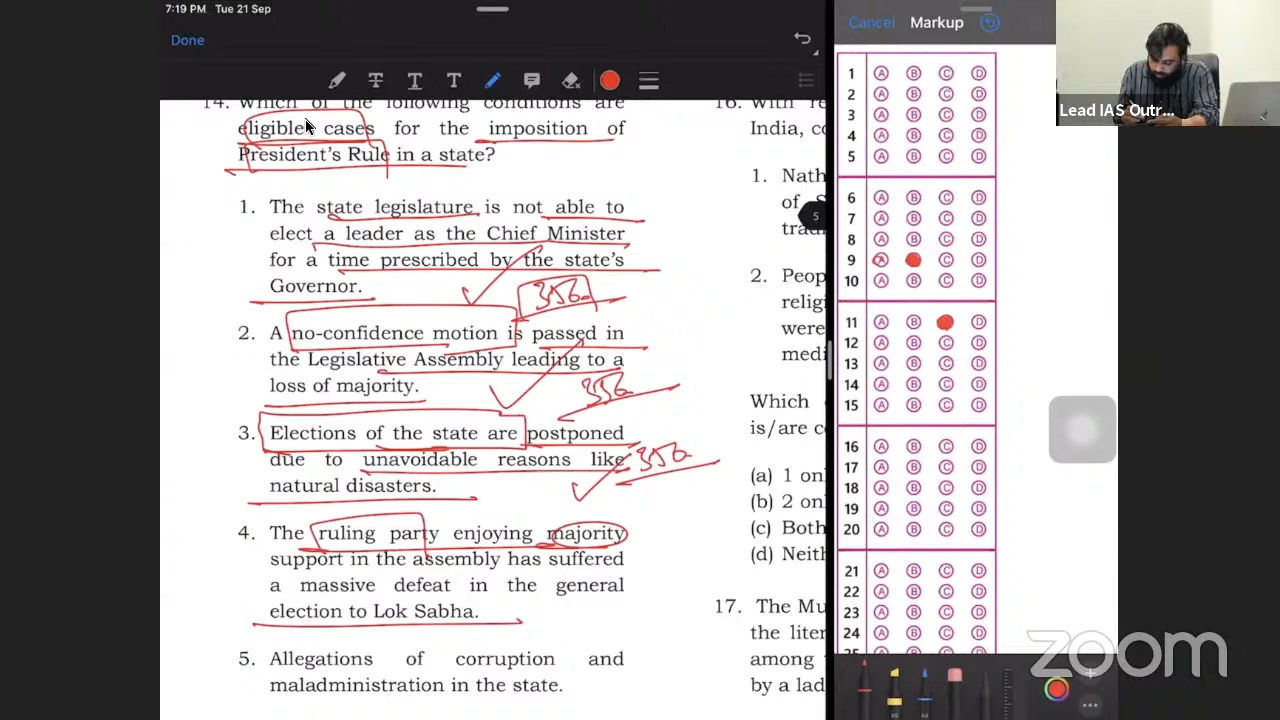 7:19 PM Tue 21 Sep
Done
14. Which of the following conditions are
eligible cases for the imposition of
President's Rule in a state?
1. The state legislature is not able to
elect a leader as the Chief Minister
for a time prescribed by the state's
Governor.
356
2. A no-confidence motion is passed in
the Legislative Assembly leading to a
loss of majority.
356
3. Elections of the state are postponed
due to unavoidable reasons like
natural disasters.
356
4. The ruling party enjoying majority
support in the assembly has suffered
a massive defeat in the general
election to Lok Sabha.
5. Allegations of corruption and
maladministration in the state.
16. With re
India, co
1. Nath
of S
trad
5
2. Peop
religi
were
medi
Which
is/are c
(a) 1 onl
(b) 2 onl
(c) Both
(d) Neith
17. The Mu
the liter
among
by a lad
Cancel Markup
1 A B C D
2 A B C D
3 A B C D
4 A B C D
5 A B C D
6 A B C D
7 A B C D
8 A B C D
9 A D
10 A B C D
11 A B D
12 A B C D
13 A B C D
14 A B C D
15 A B C D
16 A B C D
17 A B C D
18 A B C D
19 A B C D
20 A B C D
21 A B C D
22 A B C D
23 A B C D
24 A B C D
Lead IAS Outr...
zoom